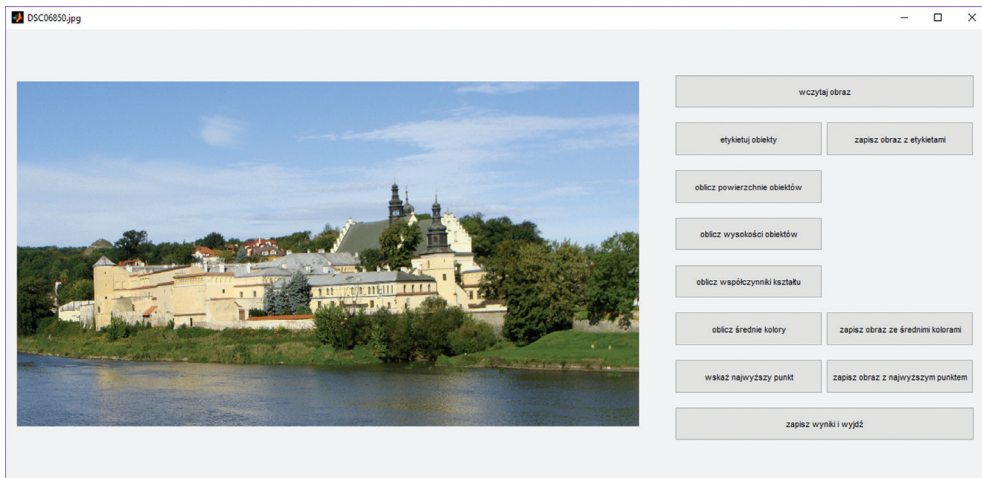 DSC06850.jpg
wczytaj obraz
etykietuj obiekty
zapisz obraz z etykietami
oblicz powierzchnie obiektów
oblicz wysokości obiektów
oblicz współczynniki kształtu
oblicz średnie kolory
zapisz obraz ze średnimi kolorami
wskaż najwyższy punkt
zapisz obraz z najwyższym punktem
zapisz wyniki i wyjdź